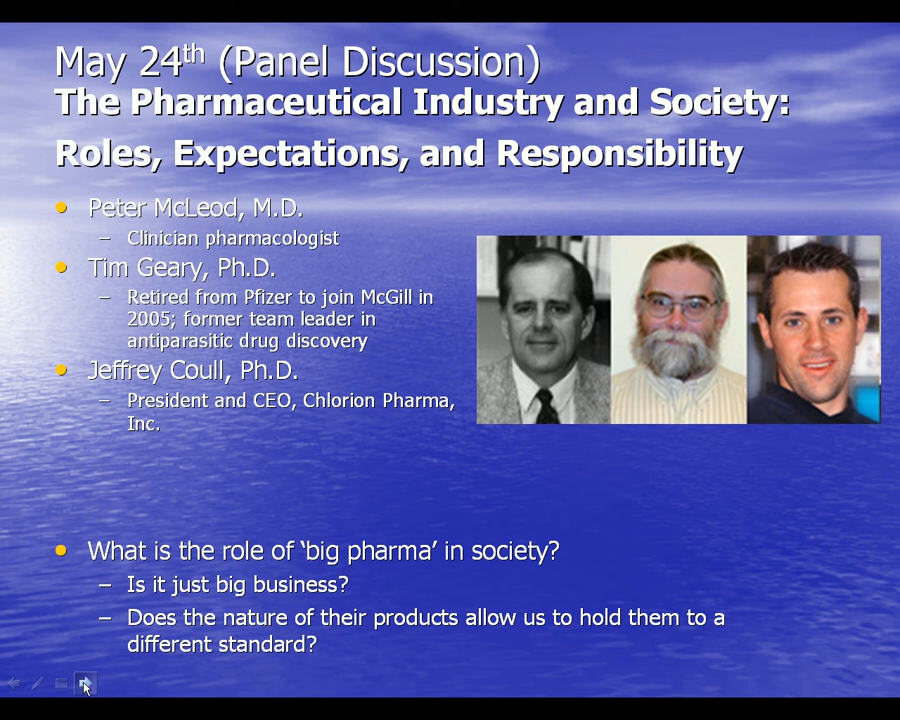 May 24th (Panel Discussion)
The Pharmaceutical Industry and Society:
Roles, Expectations, and Responsibility
• Peter McLeod, M.D.
– Clinician pharmacologist
• Tim Geary, Ph.D.
– Retired from Pfizer to join McGill in
2005; former team leader in
antiparasitic drug discovery
• Jeffrey Coull, Ph.D.
– President and CEO, Chlorion Pharma,
Inc.
• What is the role of ‘big pharma’ in society?
– Is it just big business?
– Does the nature of their products allow us to hold them to a
different standard?